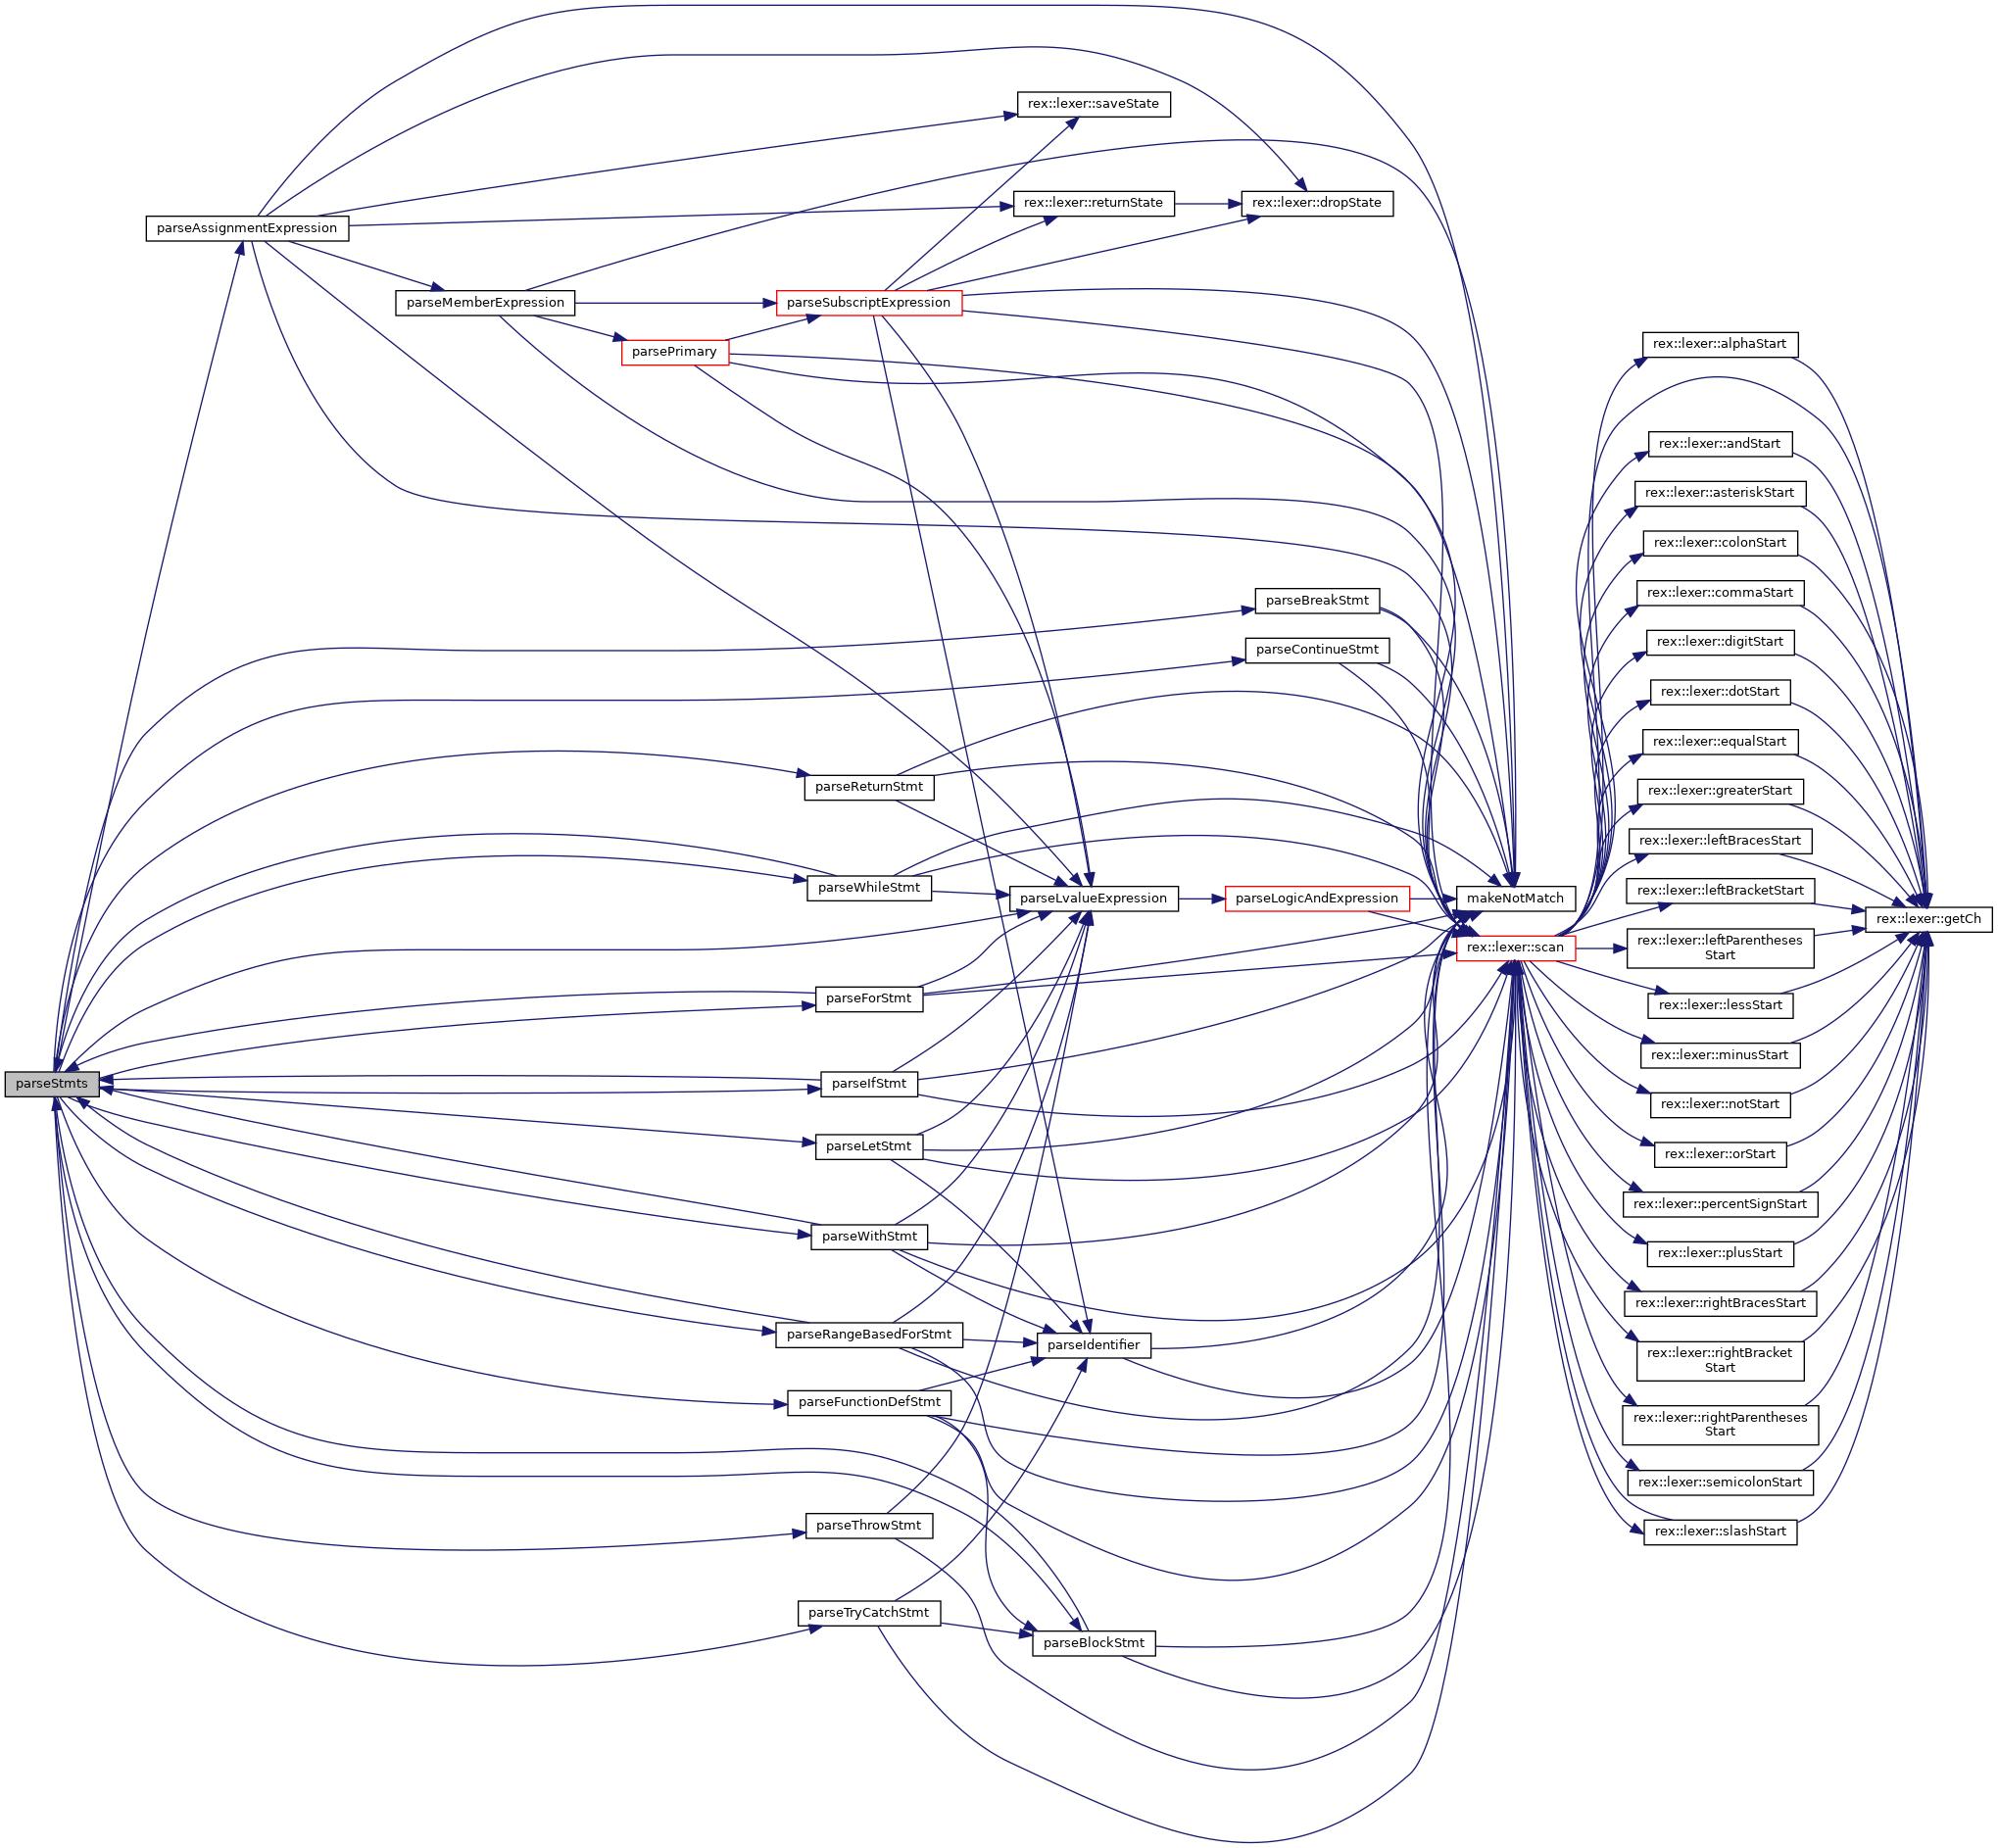 rex::lexer::saveState
rex::lexer::returnState
rex::lexer::dropState
parseAssignmentExpression
parseMemberExpression
parseSubscriptExpression
parsePrimary
rex::lexer::alphaStart
rex::lexer::andStart
rex::lexer::asteriskStart
rex::lexer::colonStart
rex::lexer::commaStart
parseBreakStmt
rex::lexer::digitStart
parseContinueStmt
rex::lexer::dotStart
rex::lexer::equalStart
parseReturnStmt
rex::lexer::greaterStart
rex::lexer::leftBracesStart
parseWhileStmt
parseLvalueExpression
parseLogicAndExpression
makeNotMatch
rex::lexer::leftBracketStart
rex::lexer::getCh
rex::lexer::scan
rex::lexer::leftParentheses
Start
parseForStmt
rex::lexer::lessStart
rex::lexer::minusStart
parseStmts
parseIfStmt
rex::lexer::notStart
parseLetStmt
rex::lexer::orStart
rex::lexer::percentSignStart
parseWithStmt
rex::lexer::plusStart
rex::lexer::rightBracesStart
parseRangeBasedForStmt
parseIdentifier
rex::lexer::rightBracket
Start
parseFunctionDefStmt
rex::lexer::rightParentheses
Start
rex::lexer::semicolonStart
parseThrowStmt
rex::lexer::slashStart
parseTryCatchStmt
parseBlockStmt